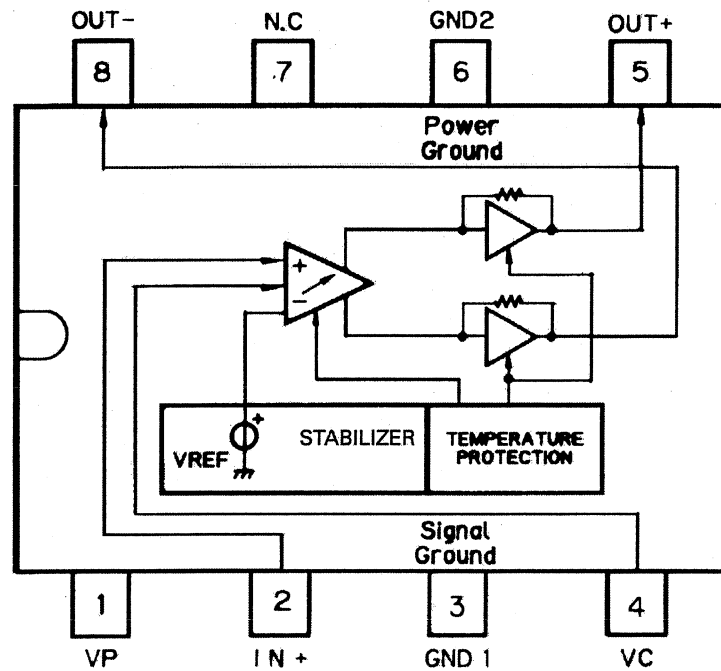 OUT- N.C GND2 OUT+
8 7 6 5
Power
Ground
+
−
+
VREF
STABILIZER
TEMPERATURE
PROTECTION
Signal
Ground
1 2 3 4
VP IN + GND 1 VC